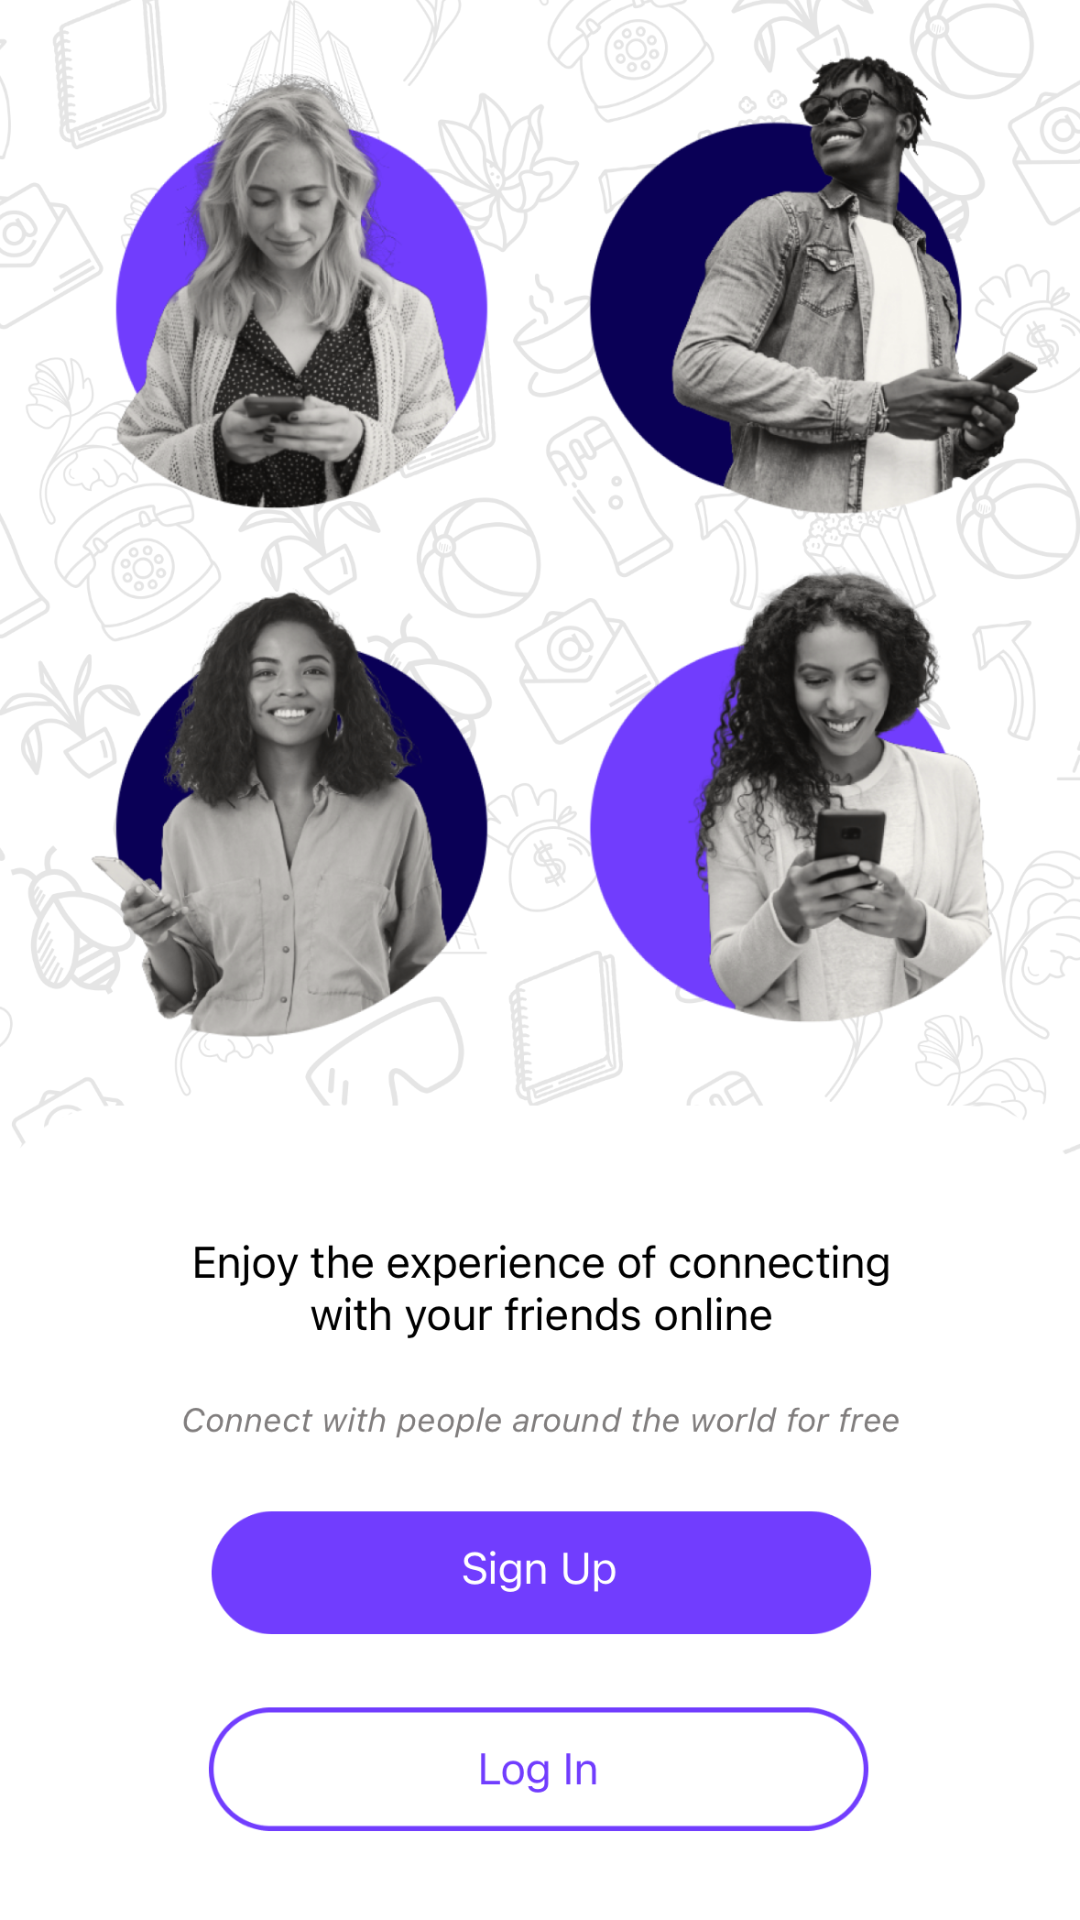 Enjoy the experience of connecting
with your friends online
Connect with people around the world for free
Sign Up
Log In